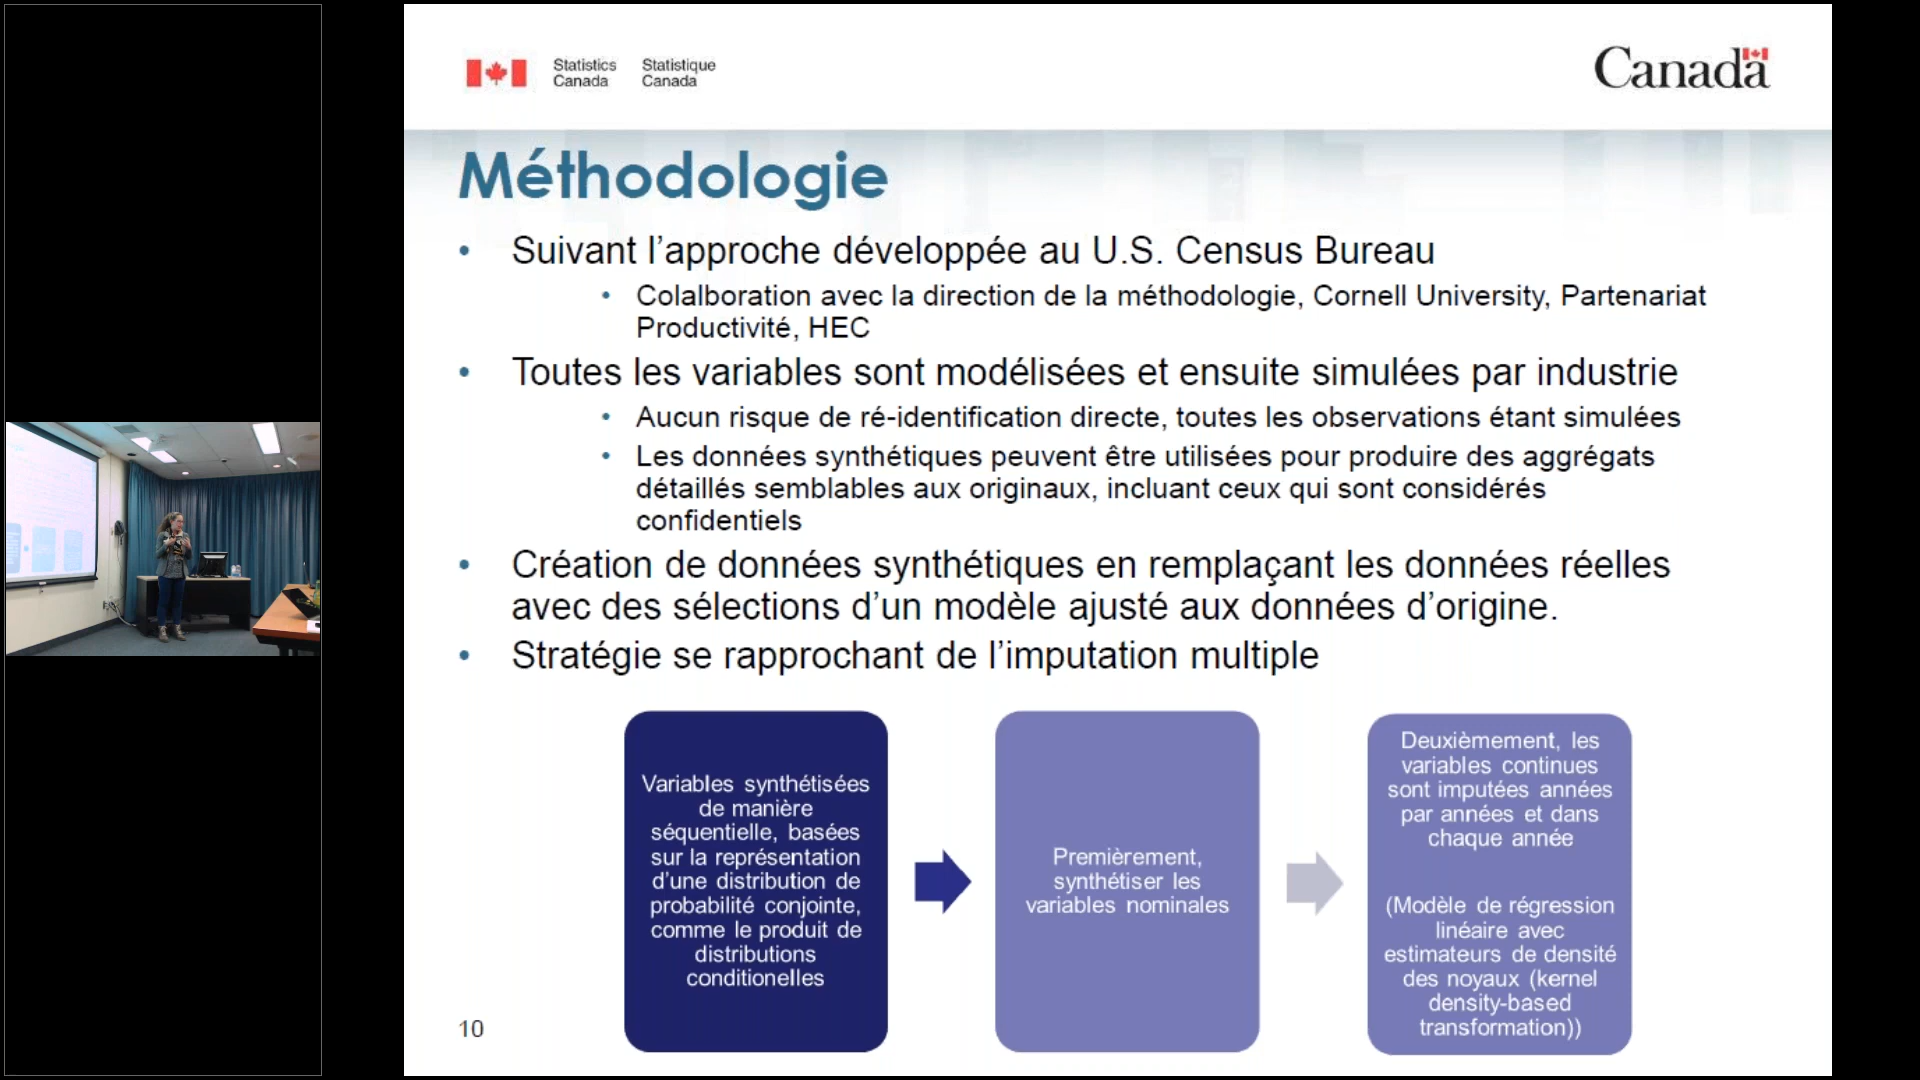 Statistics Canada
Statistique Canada
Canada
Méthodologie
• Suivant l’approche développée au U.S. Census Bureau
• Colalboration avec la direction de la méthodologie, Cornell University, Partenariat
Productivité, HEC
• Toutes les variables sont modélisées et ensuite simulées par industrie
• Aucun risque de ré-identification directe, toutes les observations étant simulées
• Les données synthétiques peuvent être utilisées pour produire des aggrégats
détaillés semblables aux originaux, incluant ceux qui sont considérés
confidentiels
• Création de données synthétiques en remplaçant les données réelles
avec des sélections d’un modèle ajusté aux données d’origine.
• Stratégie se rapprochant de l’imputation multiple
Variables synthétisées
de manière
séquentielle, basées
sur la représentation
d’une distribution de
probabilité conjointe,
comme le produit de
distributions
conditionelles
Premièrement,
synthétiser les
variables nominales
Deuxièmement, les
variables continues
sont imputées années
par années et dans
chaque année
(Modèle de régression
linéaire avec
estimateurs de densité
des noyaux (kernel
density-based
transformation))
10